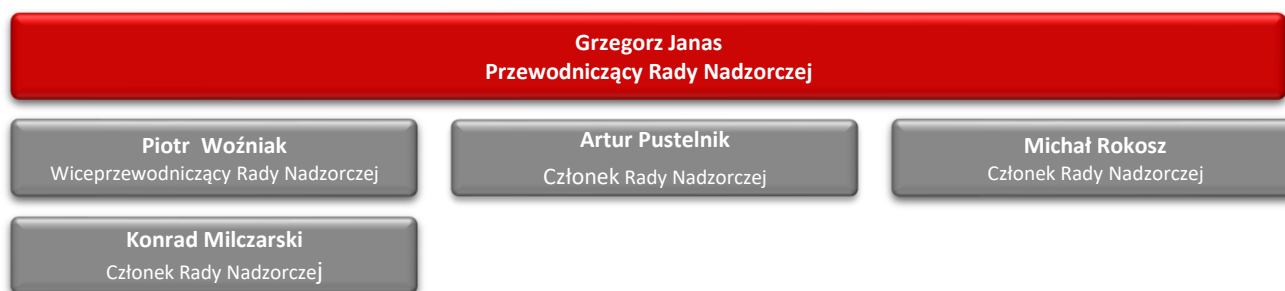 Grzegorz Janas
Przewodniczący Rady Nadzorczej
Piotr Woźniak
Wiceprzewodniczący Rady Nadzorczej
Artur Pustelnik
Członek Rady Nadzorczej
Michał Rokosz
Członek Rady Nadzorczej
Konrad Milczarski
Członek Rady Nadzorczej